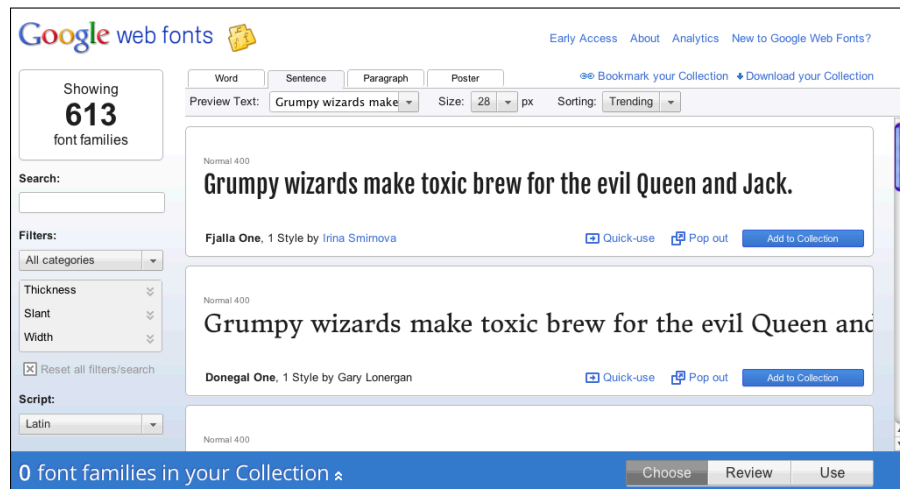 Google web fonts
Early Access About Analytics New to Google Web Fonts?
Showing
613
font families
Word Sentence Paragraph Poster
Bookmark your Collection Download your Collection
Preview Text: Grumpy wizards make Size: 28 px Sorting: Trending
Search:
Normal 400
Grumpy wizards make toxic brew for the evil Queen and Jack.
Fjalla One, 1 Style by Irina Smirnova
Quick-use Pop out Add to Collection
Filters:
All categories
Thickness
Slant
Width
Reset all filters/search
Script:
Latin
Normal 400
Grumpy wizards make toxic brew for the evil Queen and
Donegal One, 1 Style by Gary Lonergan
Quick-use Pop out Add to Collection
Normal 400
0 font families in your Collection
Choose Review Use